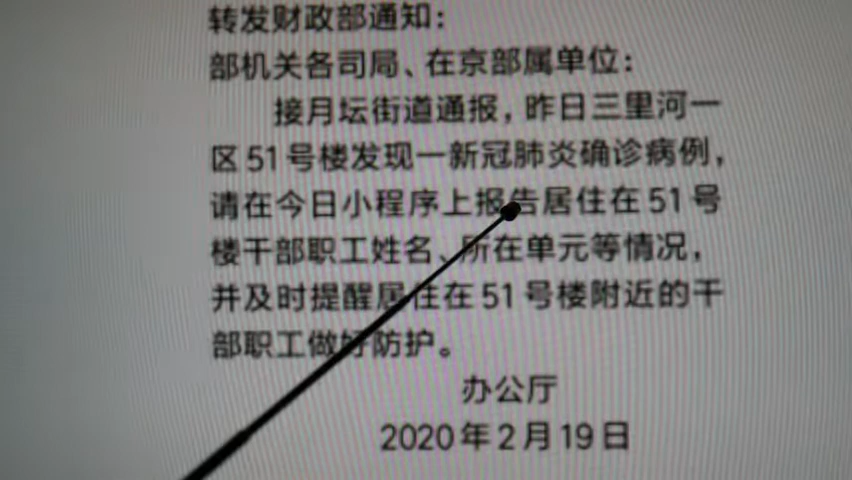 转发财政部通知：
部机关各司局、在京部属单位：
接月坛街道通报，昨日三里河一
区51号楼发现一新冠肺炎确诊病例，
请在今日小程序上报告居住在51号
楼干部职工姓名、所在单元等情况，
并及时提醒居住在51号楼附近的干
部职工做好防护。
办公厅
2020年2月19日